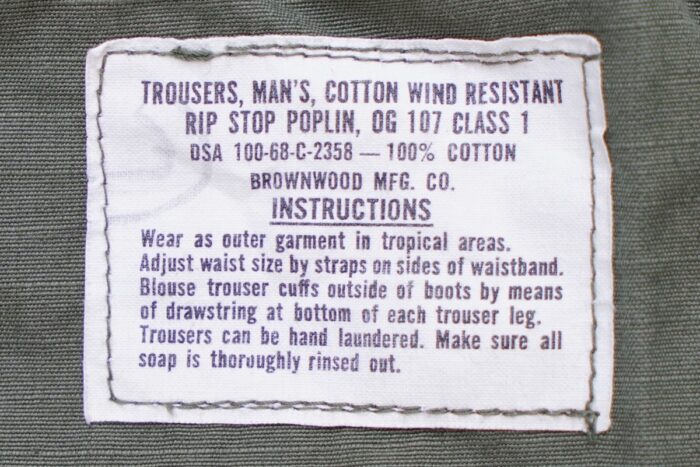 TROUSERS, MAN'S, COTTON WIND RESISTANT
RIP STOP POPLIN, OG 107 CLASS 1
DSA 100-68-C-2358 — 100% COTTON
BROWNWOOD MFG. CO.
INSTRUCTIONS
Wear as outer garment in tropical areas.
Adjust waist size by straps on sides of waistband.
Blouse trouser cuffs outside of boots by means
of drawstring at bottom of each trouser leg.
Trousers can be hand laundered. Make sure all
soap is thoroughly rinsed out.